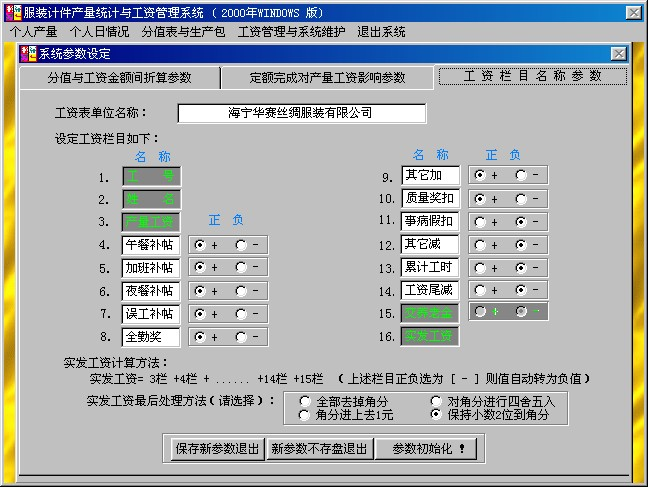 服装计件产量统计与工资管理系统 ( 2000年WINDOWS 版)
个人产量 个人日情况 分值表与生产包 工资管理与系统维护 退出系统
系统参数设定
分值与工资金额间折算参数 定额完成对产量工资影响参数 工 资 栏 目 名 称 参 数
工资表单位名称： 海宁华赛丝绸服装有限公司
设定工资栏目如下：
名 称
1. 工 号
2. 姓 名
3. 产量工资 正 负
4. 午餐补帖 + -
5. 加班补帖 + -
6. 夜餐补帖 + -
7. 误工补帖 + -
8. 全勤奖 + -
名 称 正 负
9. 其它加 + -
10. 质量奖扣 + -
11. 事病假扣 + -
12. 其它减 + -
13. 累计工时 + -
14. 工资尾减 + -
15. 交养老金 + -
16. 实发工资
实发工资计算方法：
实发工资= 3栏 +4栏 + ...... +14栏 +15栏 (上述栏目正负选为 [ - ] 则值自动转为负值)
实发工资最后处理方法(请选择)： 全部去掉角分 对角分进行四舍五入
角分进上去1元 保持小数2位到角分
保存新参数退出 新参数不存盘退出 参数初始化 !